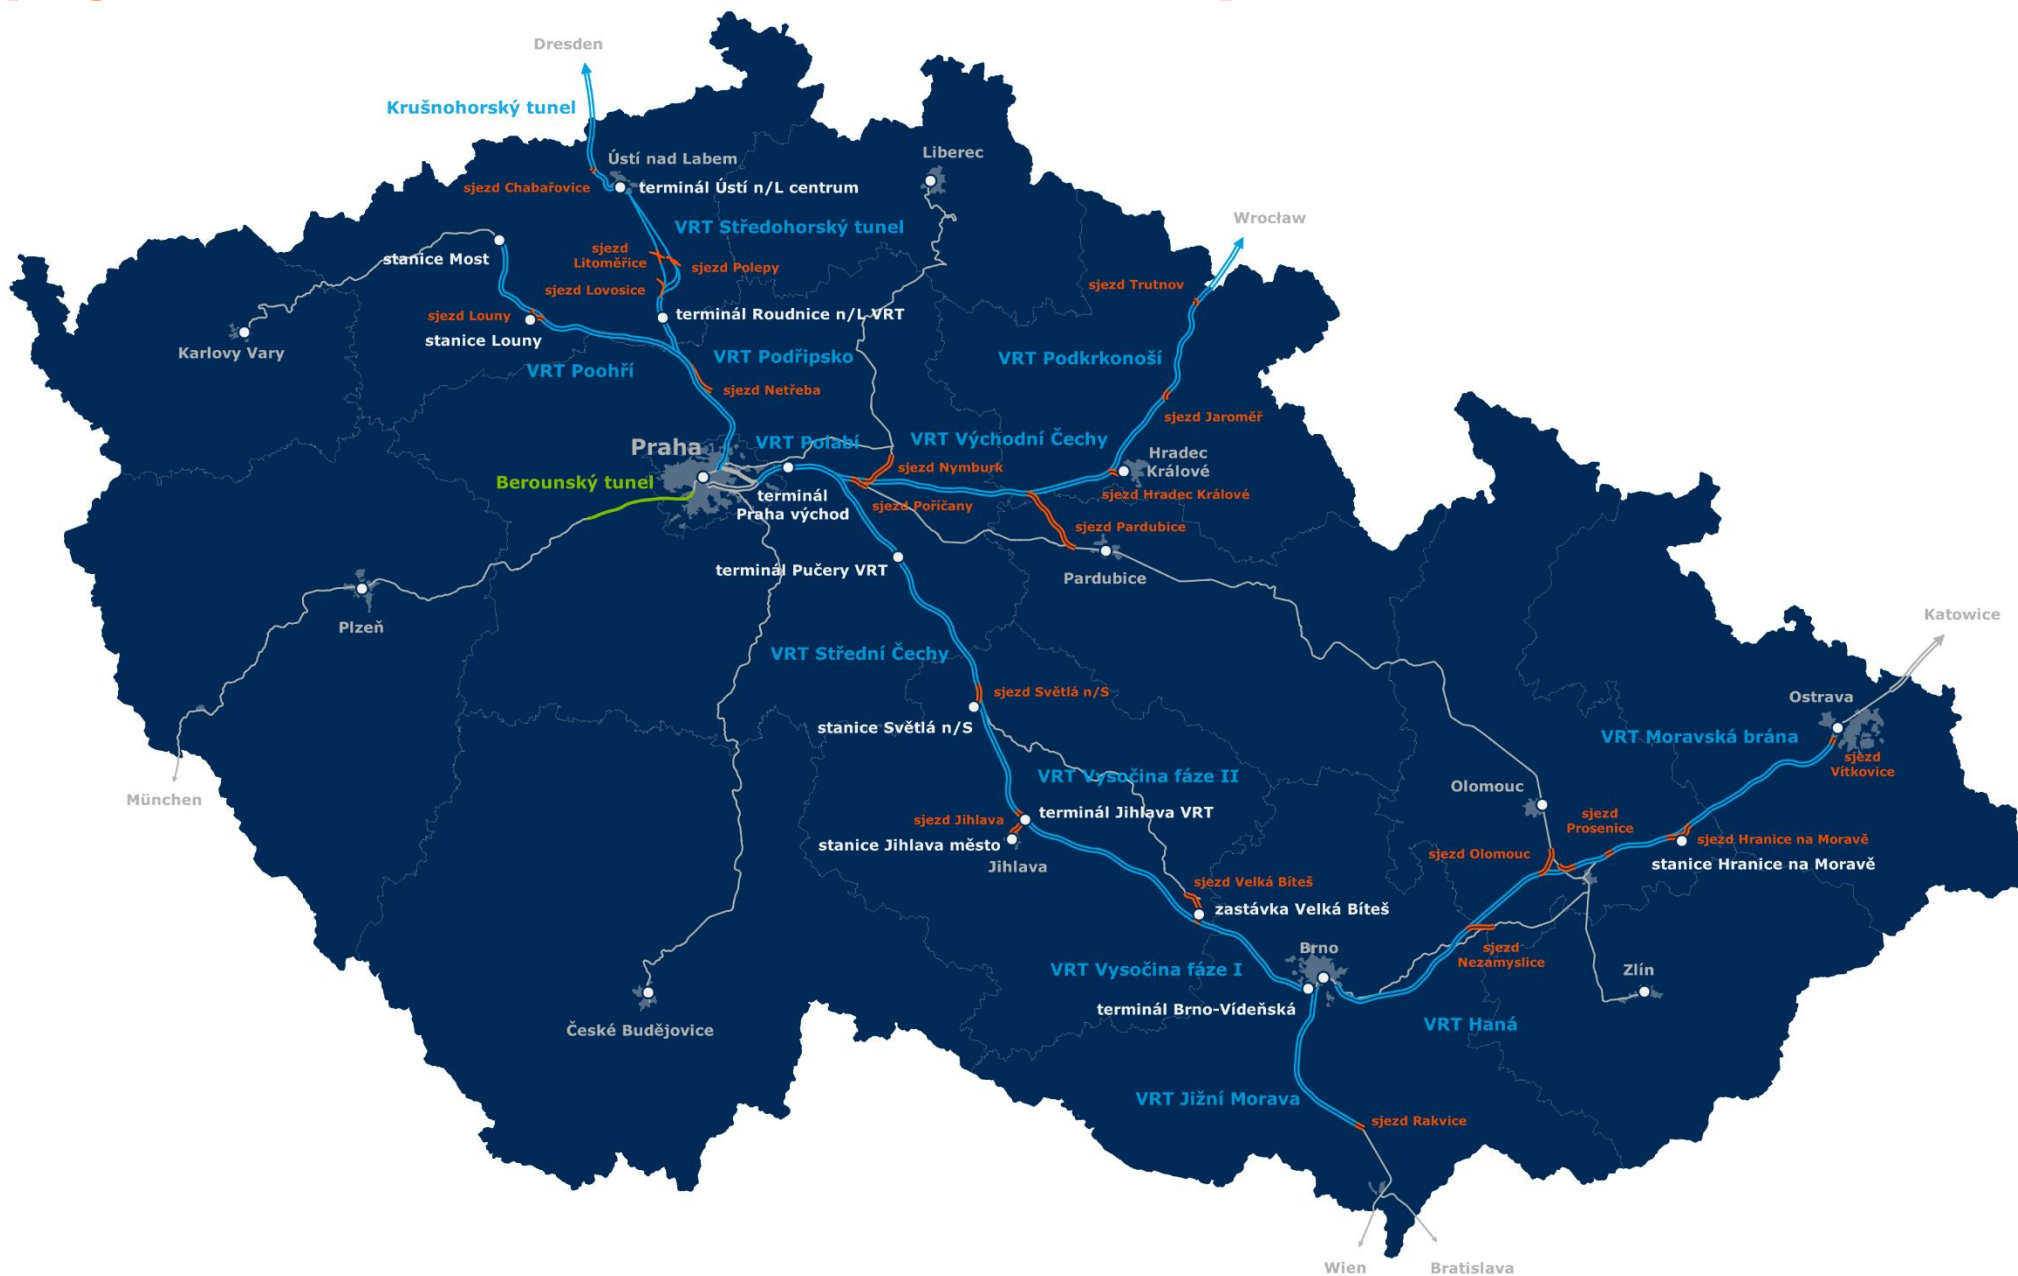 Dresden
Krušnohorský tunel
Ústí nad Labem
Liberec
sjezd Chabařovice
terminál Ústí n/L centrum
VRT Středohorský tunel
Wrocław
sjezd
Litoměřice
stanice Most
sjezd Polepy
sjezd Lovosice
sjezd Trutnov
sjezd Louny
terminál Roudnice n/L VRT
stanice Louny
Karlovy Vary
VRT Podřipsko
VRT Podkrkonoší
VRT Poohří
sjezd Netřeba
sjezd Jaroměř
Praha
VRT Polabí
VRT Východní Čechy
Hradec
Králové
sjezd Nymburk
Berounský tunel
terminál
Praha východ
sjezd Hradec Králové
sjezd Poříčany
sjezd Pardubice
terminál Pučery VRT
Pardubice
Plzeň
Katowice
VRT Střední Čechy
sjezd Světlá n/S
Ostrava
stanice Světlá n/S
VRT Moravská brána
sjezd
Vítkovice
VRT Vysočina fáze II
München
Olomouc
sjezd Jihlava
terminál Jihlava VRT
sjezd
Prosenice
stanice Jihlava město
sjezd Hranice na Moravě
Jihlava
sjezd Olomouc
stanice Hranice na Moravě
sjezd Velká Bíteš
zastávka Velká Bíteš
Brno
sjezd
Nezamyslice
VRT Vysočina fáze I
Zlín
terminál Brno-Vídeňská
České Budějovice
VRT Haná
VRT Jižní Morava
sjezd Rakvice
Wien
Bratislava